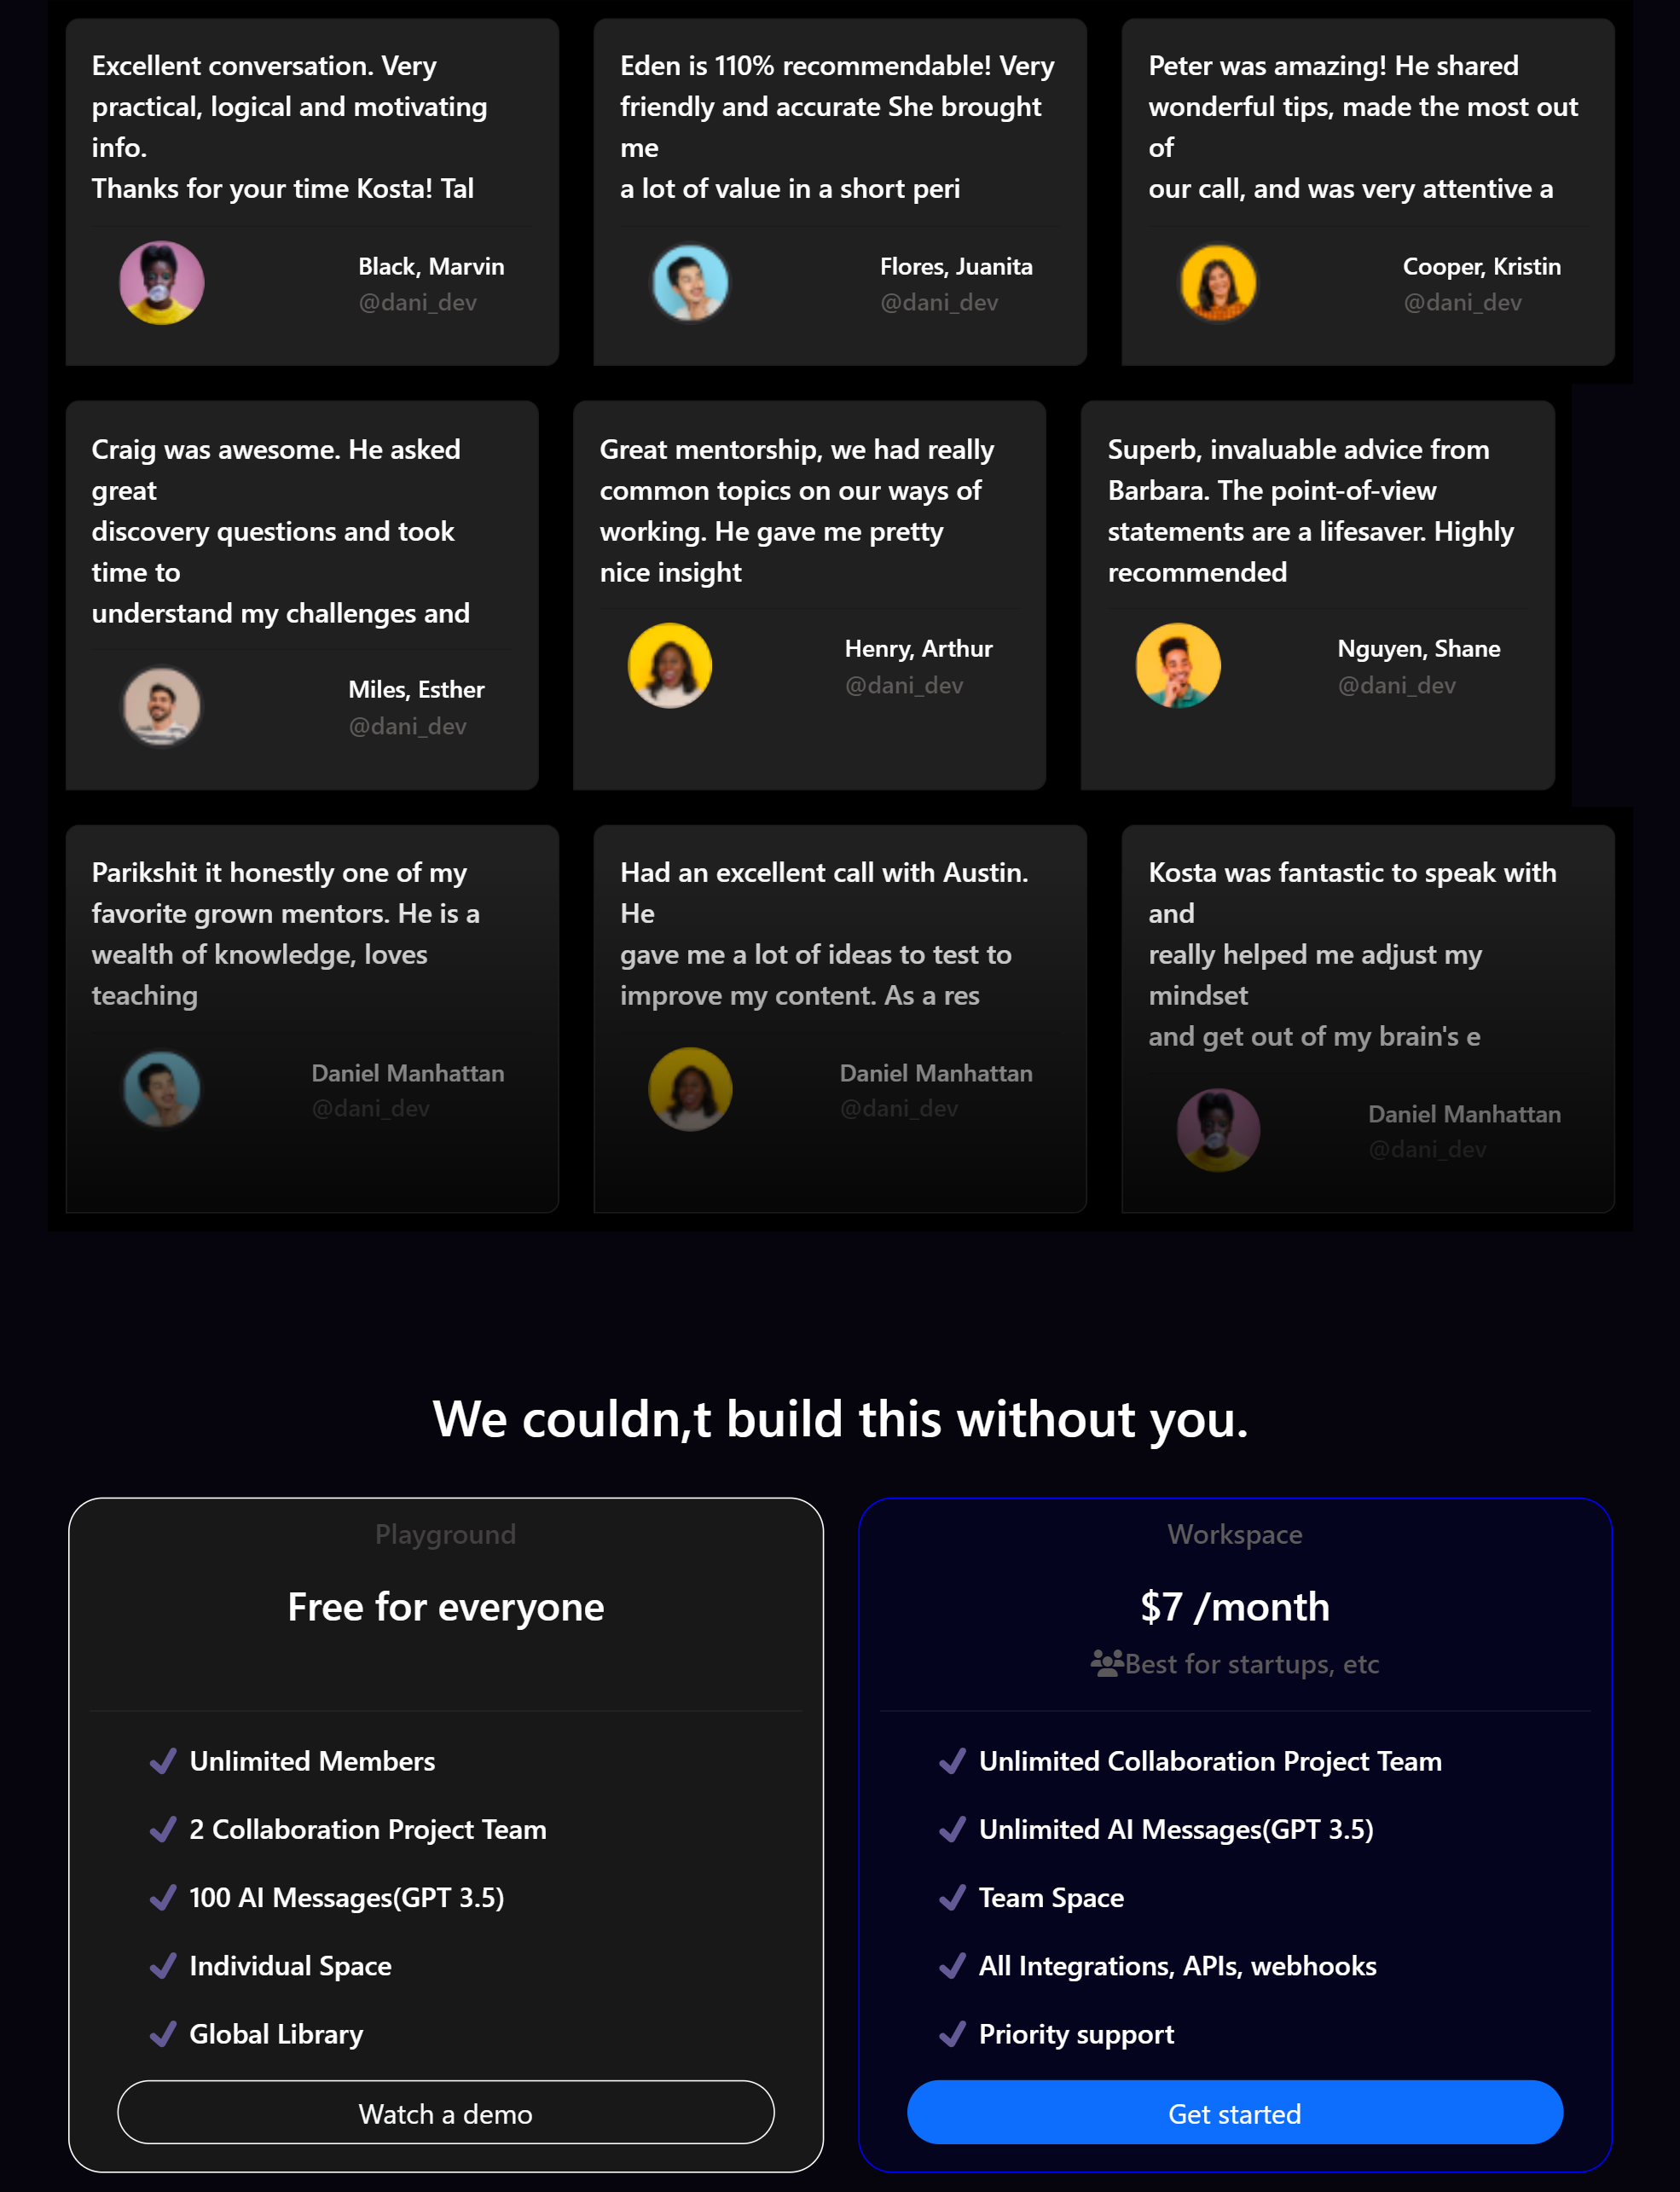 Excellent conversation. Very
practical, logical and motivating
info.
Thanks for your time Kosta! Tal
Black, Marvin
@dani_dev
Eden is 110% recommendable! Very
friendly and accurate She brought
me
a lot of value in a short peri
Flores, Juanita
@dani_dev
Peter was amazing! He shared
wonderful tips, made the most out
of
our call, and was very attentive a
Cooper, Kristin
@dani_dev
Craig was awesome. He asked
great
discovery questions and took
time to
understand my challenges and
Miles, Esther
@dani_dev
Great mentorship, we had really
common topics on our ways of
working. He gave me pretty
nice insight
Henry, Arthur
@dani_dev
Superb, invaluable advice from
Barbara. The point-of-view
statements are a lifesaver. Highly
recommended
Nguyen, Shane
@dani_dev
Parikshit it honestly one of my
favorite grown mentors. He is a
wealth of knowledge, loves
teaching
Daniel Manhattan
@dani_dev
Had an excellent call with Austin.
He
gave me a lot of ideas to test to
improve my content. As a res
Daniel Manhattan
@dani_dev
Kosta was fantastic to speak with
and
really helped me adjust my
mindset
and get out of my brain's e
Daniel Manhattan
@dani_dev
We couldn,t build this without you.
Playground
Free for everyone
Unlimited Members
2 Collaboration Project Team
100 AI Messages(GPT 3.5)
Individual Space
Global Library
Watch a demo
Workspace
$7 /month
Best for startups, etc
Unlimited Collaboration Project Team
Unlimited AI Messages(GPT 3.5)
Team Space
All Integrations, APIs, webhooks
Priority support
Get started